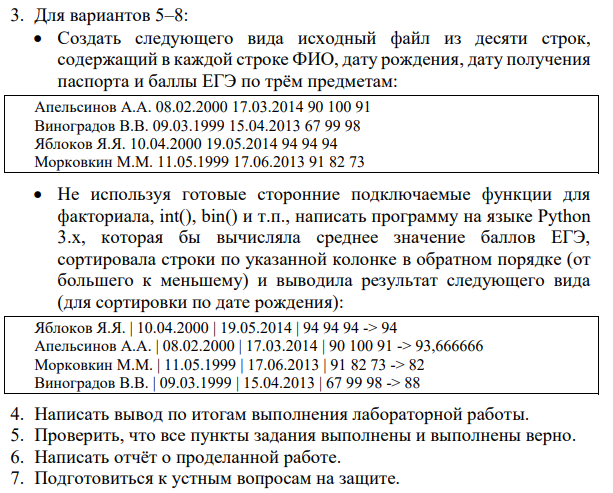 3. Для вариантов 5–8:
• Создать следующего вида исходный файл из десяти строк,
содержащий в каждой строке ФИО, дату рождения, дату получения
паспорта и баллы ЕГЭ по трём предметам:
Апельсинов А.А. 08.02.2000 17.03.2014 90 100 91
Виноградов В.В. 09.03.1999 15.04.2013 67 99 98
Яблоков Я.Я. 10.04.2000 19.05.2014 94 94 94
Морковкин М.М. 11.05.1999 17.06.2013 91 82 73
• Не используя готовые сторонние подключаемые функции для
факториала, int(), bin() и т.п., написать программу на языке Python
3.x, которая бы вычисляла среднее значение баллов ЕГЭ,
сортировала строки по указанной колонке в обратном порядке (от
большего к меньшему) и выводила результат следующего вида
(для сортировки по дате рождения):
Яблоков Я.Я. | 10.04.2000 | 19.05.2014 | 94 94 94 -> 94
Апельсинов А.А. | 08.02.2000 | 17.03.2014 | 90 100 91 -> 93,666666
Морковкин М.М. | 11.05.1999 | 17.06.2013 | 91 82 73 -> 82
Виноградов В.В. | 09.03.1999 | 15.04.2013 | 67 99 98 -> 88
4. Написать вывод по итогам выполнения лабораторной работы.
5. Проверить, что все пункты задания выполнены и выполнены верно.
6. Написать отчёт о проделанной работе.
7. Подготовиться к устным вопросам на защите.